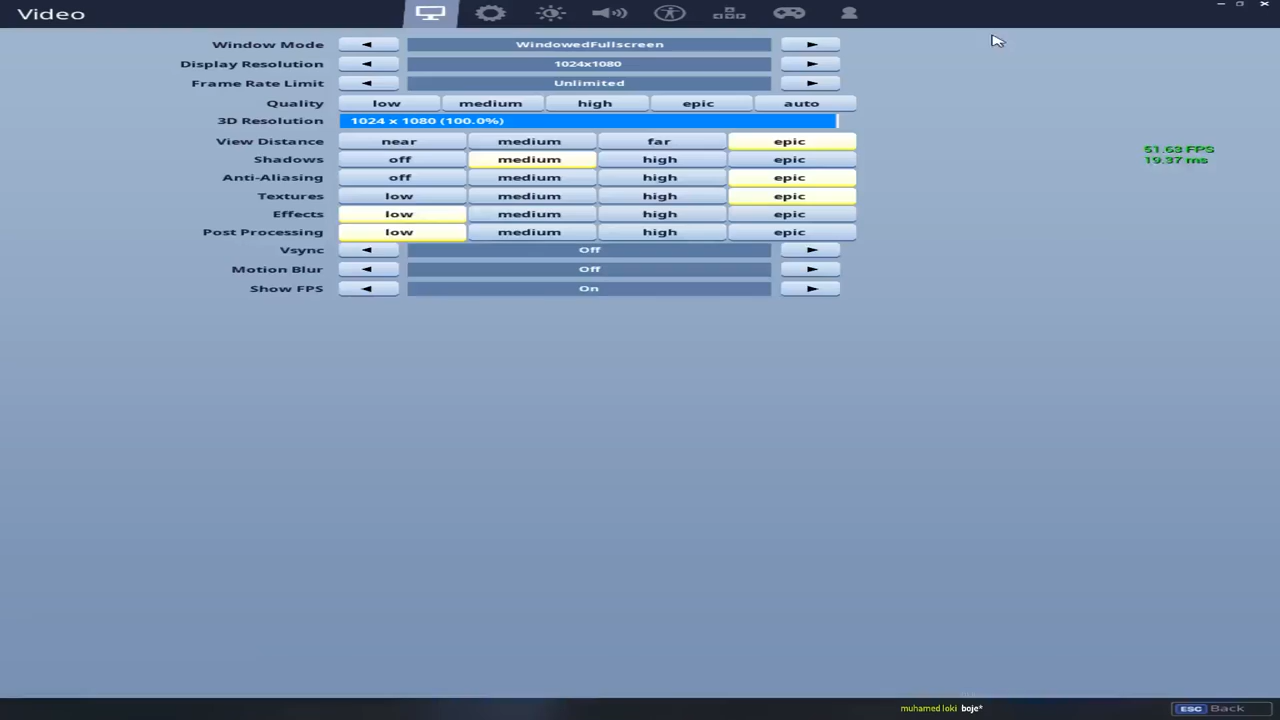 Video
Window Mode ◄ WindowedFullscreen ►
Display Resolution ◄ 1024x1080 ►
Frame Rate Limit ◄ Unlimited ►
Quality low medium high epic auto
3D Resolution 1024 x 1080 (100.0%)
View Distance near medium far epic
51.63 FPS
Shadows off medium high epic
19.37 ms
Anti-Aliasing off medium high epic
Textures low medium high epic
Effects low medium high epic
Post Processing low medium high epic
Vsync ◄ Off ►
Motion Blur ◄ Off ►
Show FPS ◄ On ►
muhamed loki boje*
ESC Back